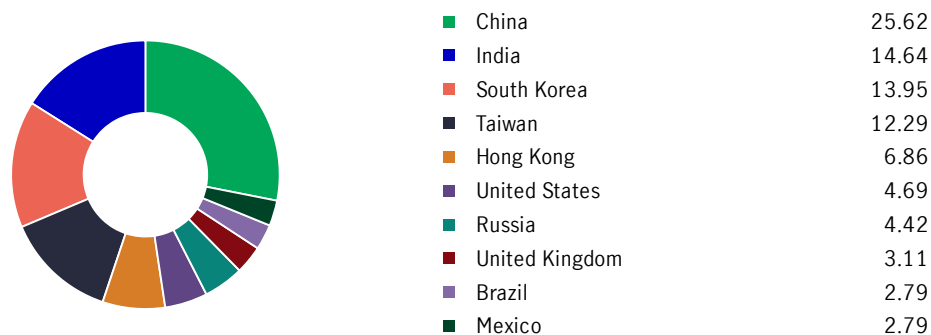 China 25.62
India 14.64
South Korea 13.95
Taiwan 12.29
Hong Kong 6.86
United States 4.69
Russia 4.42
United Kingdom 3.11
Brazil 2.79
Mexico 2.79